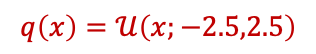 q(x) = 𝒰(x; −2.5,2.5)